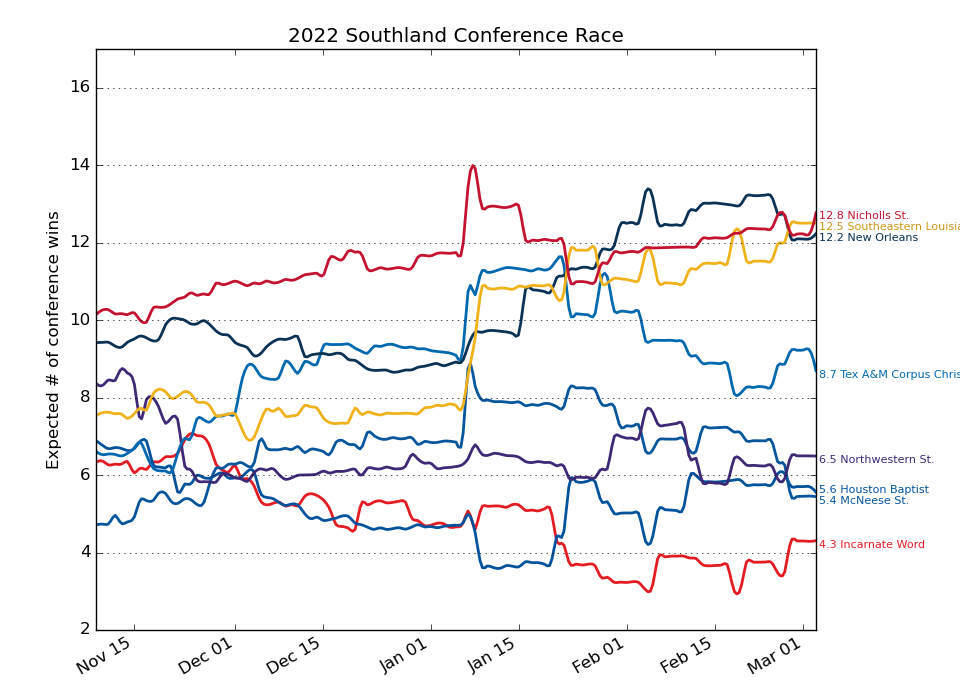 2022 Southland Conference Race
Expected # of conference wins
16
14
12
10
8
6
4
2
Nov 15
Dec 01
Dec 15
Jan 01
Jan 15
Feb 01
Feb 15
Mar 01
12.8 Nicholls St.
12.5 Southeastern Louisia
12.2 New Orleans
8.7 Tex A&M Corpus Chris
6.5 Northwestern St.
5.6 Houston Baptist
5.4 McNeese St.
4.3 Incarnate Word